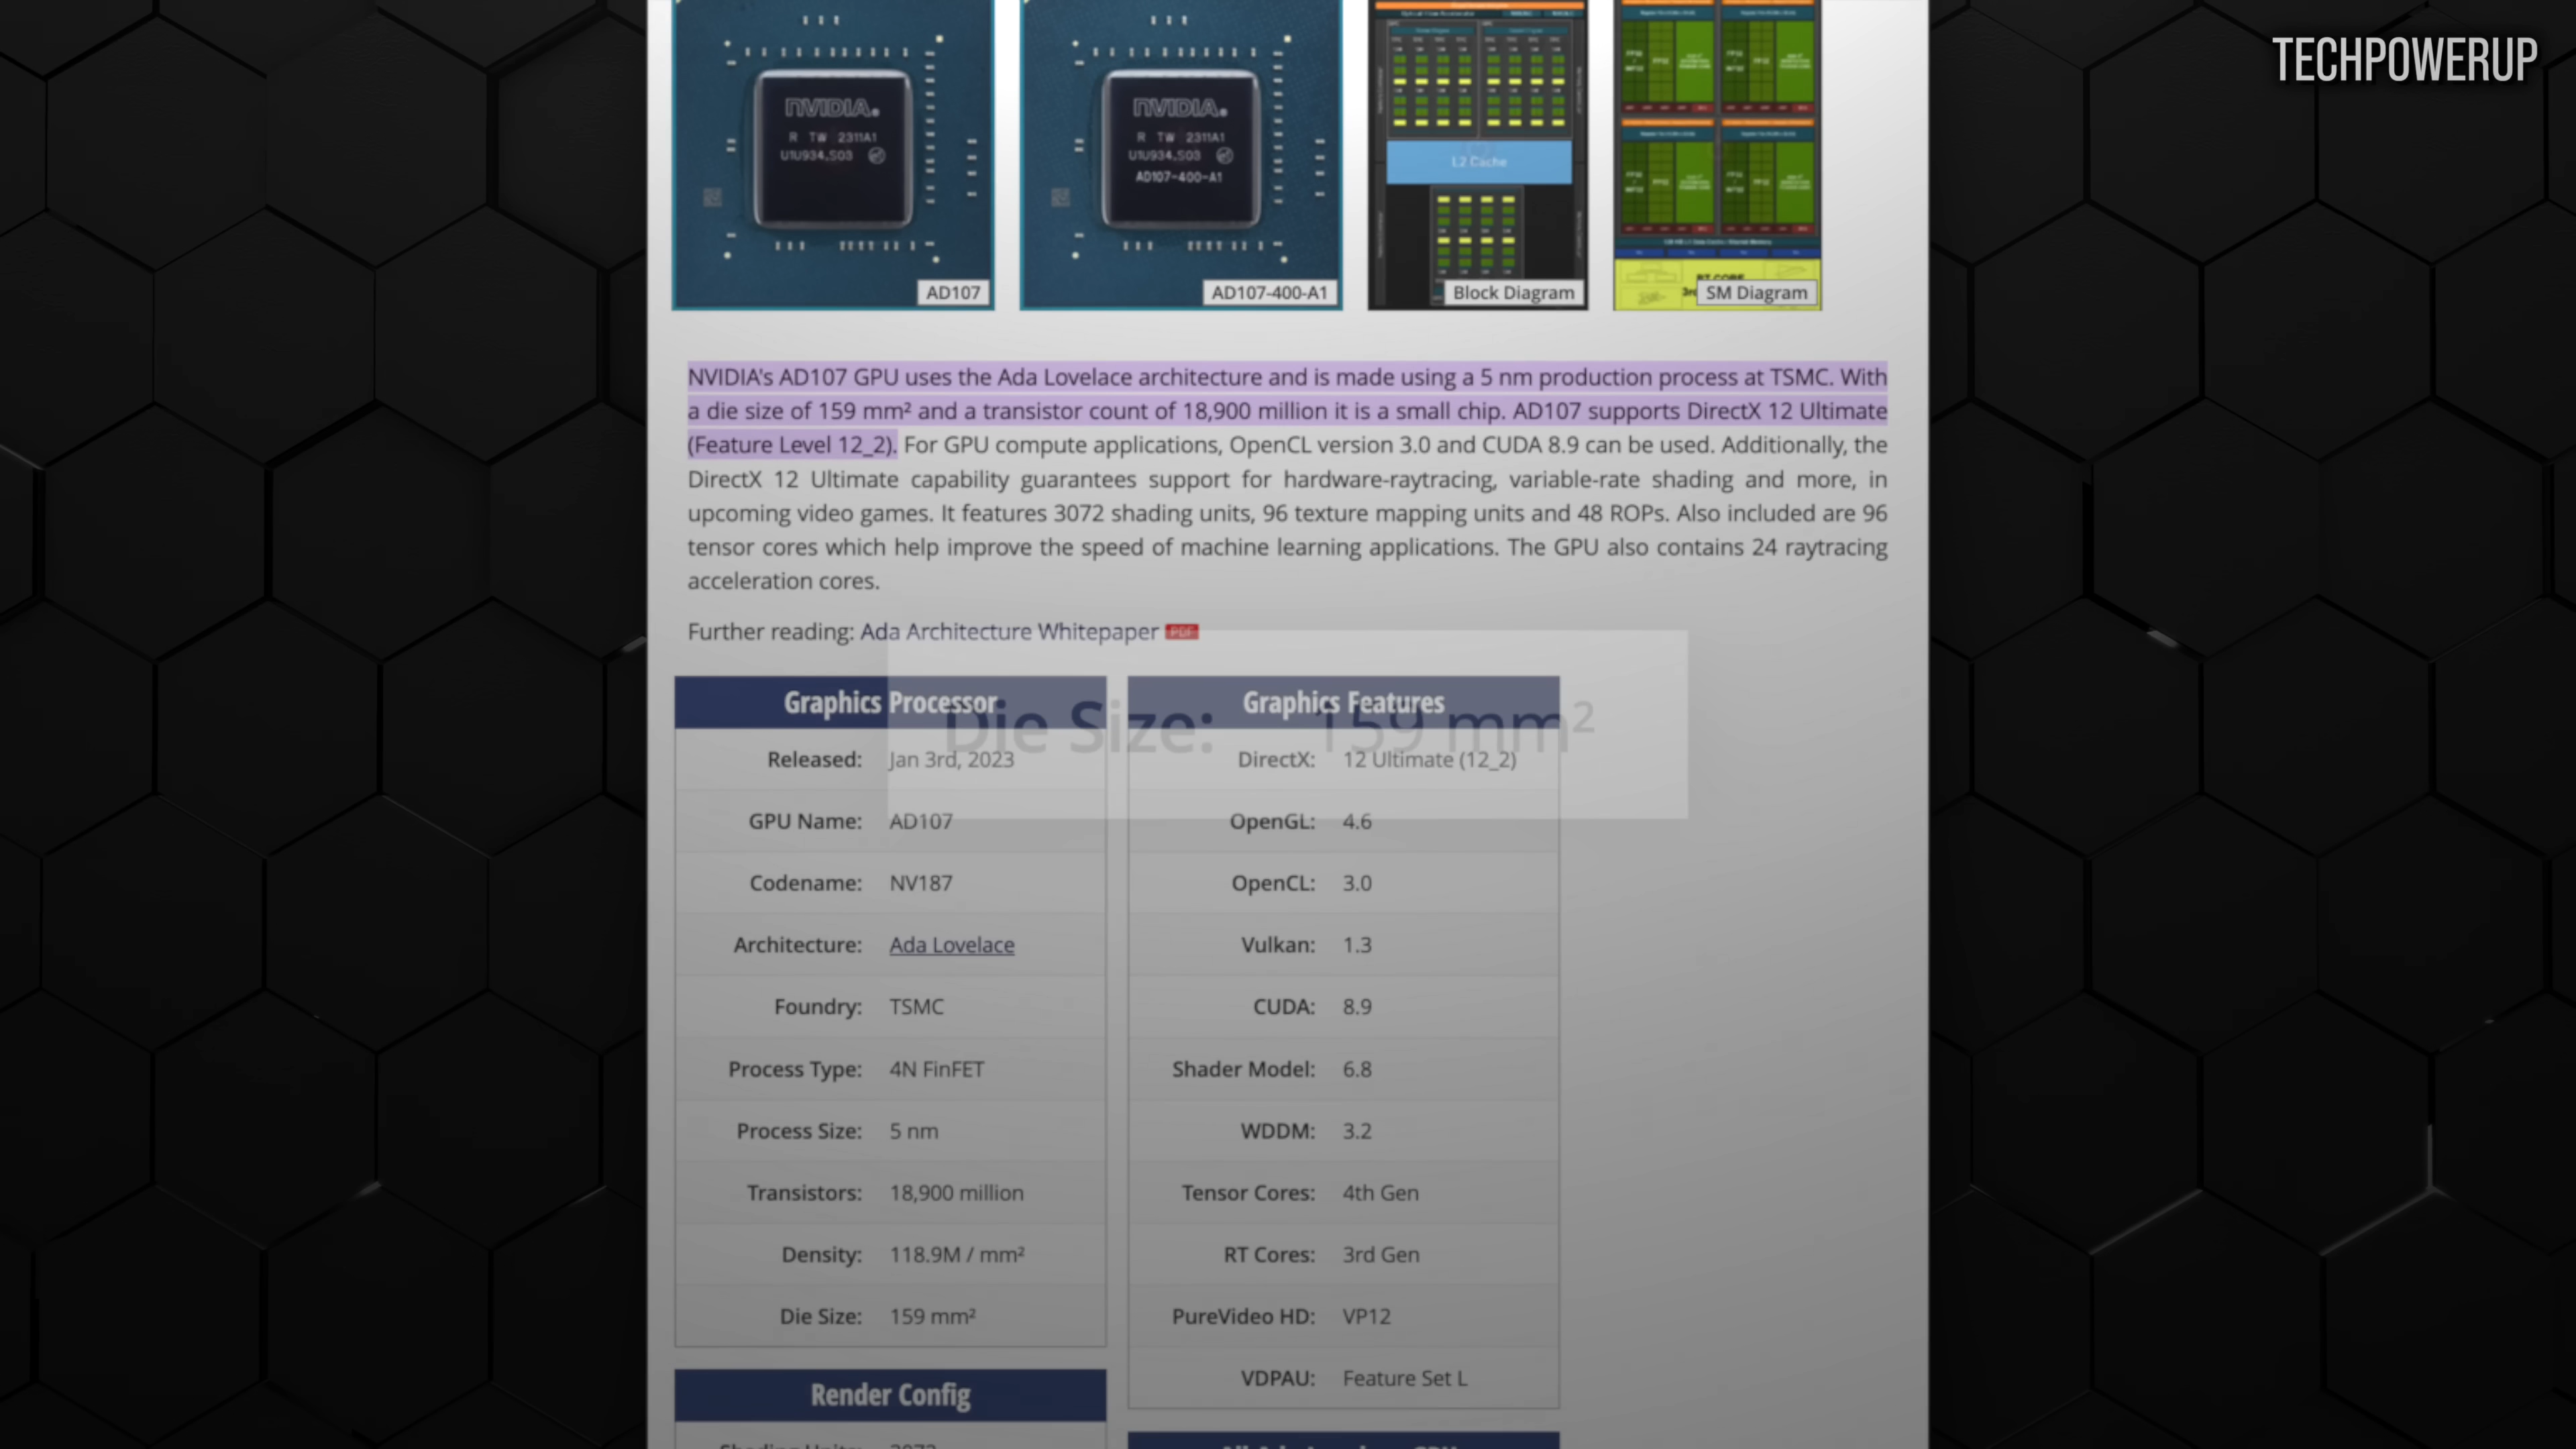 TECHPOWERUP
NVIDIA.
R TW 2311A1
U1U934.S03
AD107
NVIDIA.
R TW 2311A1
U1U934.S03
AD107-400-A1
AD107-400-A1
L2 Cache
Block Diagram
RT CORE
SM Diagram
NVIDIA's AD107 GPU uses the Ada Lovelace architecture and is made using a 5 nm production process at TSMC. With
a die size of 159 mm² and a transistor count of 18,900 million it is a small chip. AD107 supports DirectX 12 Ultimate
(Feature Level 12_2). For GPU compute applications, OpenCL version 3.0 and CUDA 8.9 can be used. Additionally, the
DirectX 12 Ultimate capability guarantees support for hardware-raytracing, variable-rate shading and more, in
upcoming video games. It features 3072 shading units, 96 texture mapping units and 48 ROPs. Also included are 96
tensor cores which help improve the speed of machine learning applications. The GPU also contains 24 raytracing
acceleration cores.
Further reading: Ada Architecture Whitepaper PDF
Die Size: 159 mm²
Graphics Processor
Released: Jan 3rd, 2023
GPU Name: AD107
Codename: NV187
Architecture: Ada Lovelace
Foundry: TSMC
Process Type: 4N FinFET
Process Size: 5 nm
Transistors: 18,900 million
Density: 118.9M / mm²
Die Size: 159 mm²
Render Config
Graphics Features
DirectX: 12 Ultimate (12_2)
OpenGL: 4.6
OpenCL: 3.0
Vulkan: 1.3
CUDA: 8.9
Shader Model: 6.8
WDDM: 3.2
Tensor Cores: 4th Gen
RT Cores: 3rd Gen
PureVideo HD: VP12
VDPAU: Feature Set L